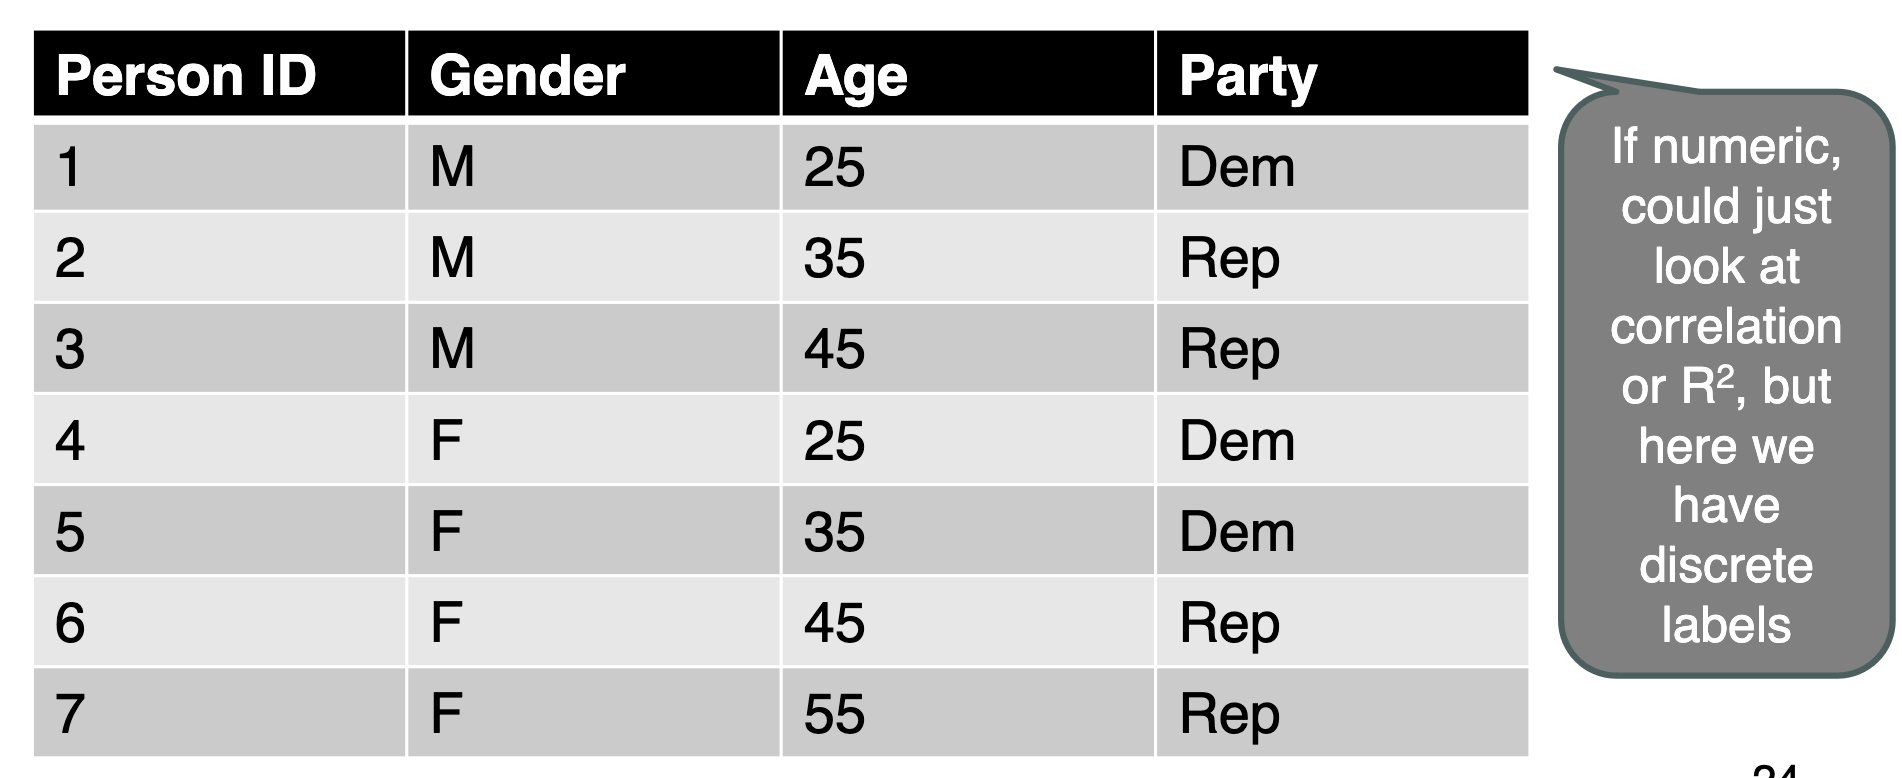 Person ID Gender Age Party
1 M 25 Dem
2 M 35 Rep
3 M 45 Rep
4 F 25 Dem
5 F 35 Dem
6 F 45 Rep
7 F 55 Rep
If numeric,
could just
look at
correlation
or R², but
here we
have
discrete
labels